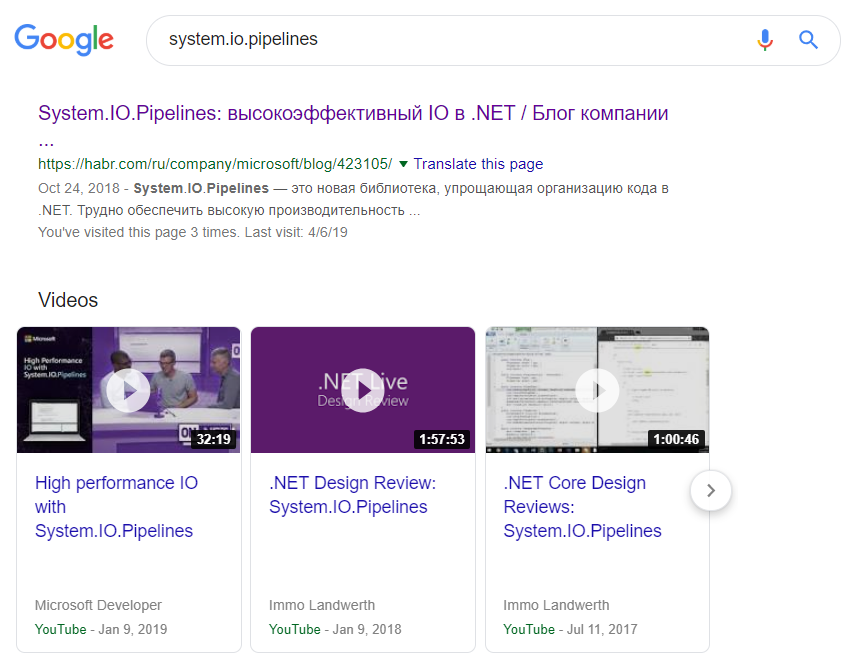 Google
system.io.pipelines
System.IO.Pipelines: высокоэффективный IO в .NET / Блог компании
...
https://habr.com/ru/company/microsoft/blog/423105/ ▼ Translate this page
Oct 24, 2018 - System.IO.Pipelines — это новая библиотека, упрощающая организацию кода в
.NET. Трудно обеспечить высокую производительность ...
You've visited this page 3 times. Last visit: 4/6/19
Videos
Microsoft
High Performance
IO with
System.IO.Pipelines
32:19
.NET Live
Design Review
1:57:53
1:00:46
High performance IO
with
System.IO.Pipelines
Microsoft Developer
YouTube - Jan 9, 2019
.NET Design Review:
System.IO.Pipelines
Immo Landwerth
YouTube - Jan 9, 2018
.NET Core Design
Reviews:
System.IO.Pipelines
Immo Landwerth
YouTube - Jul 11, 2017